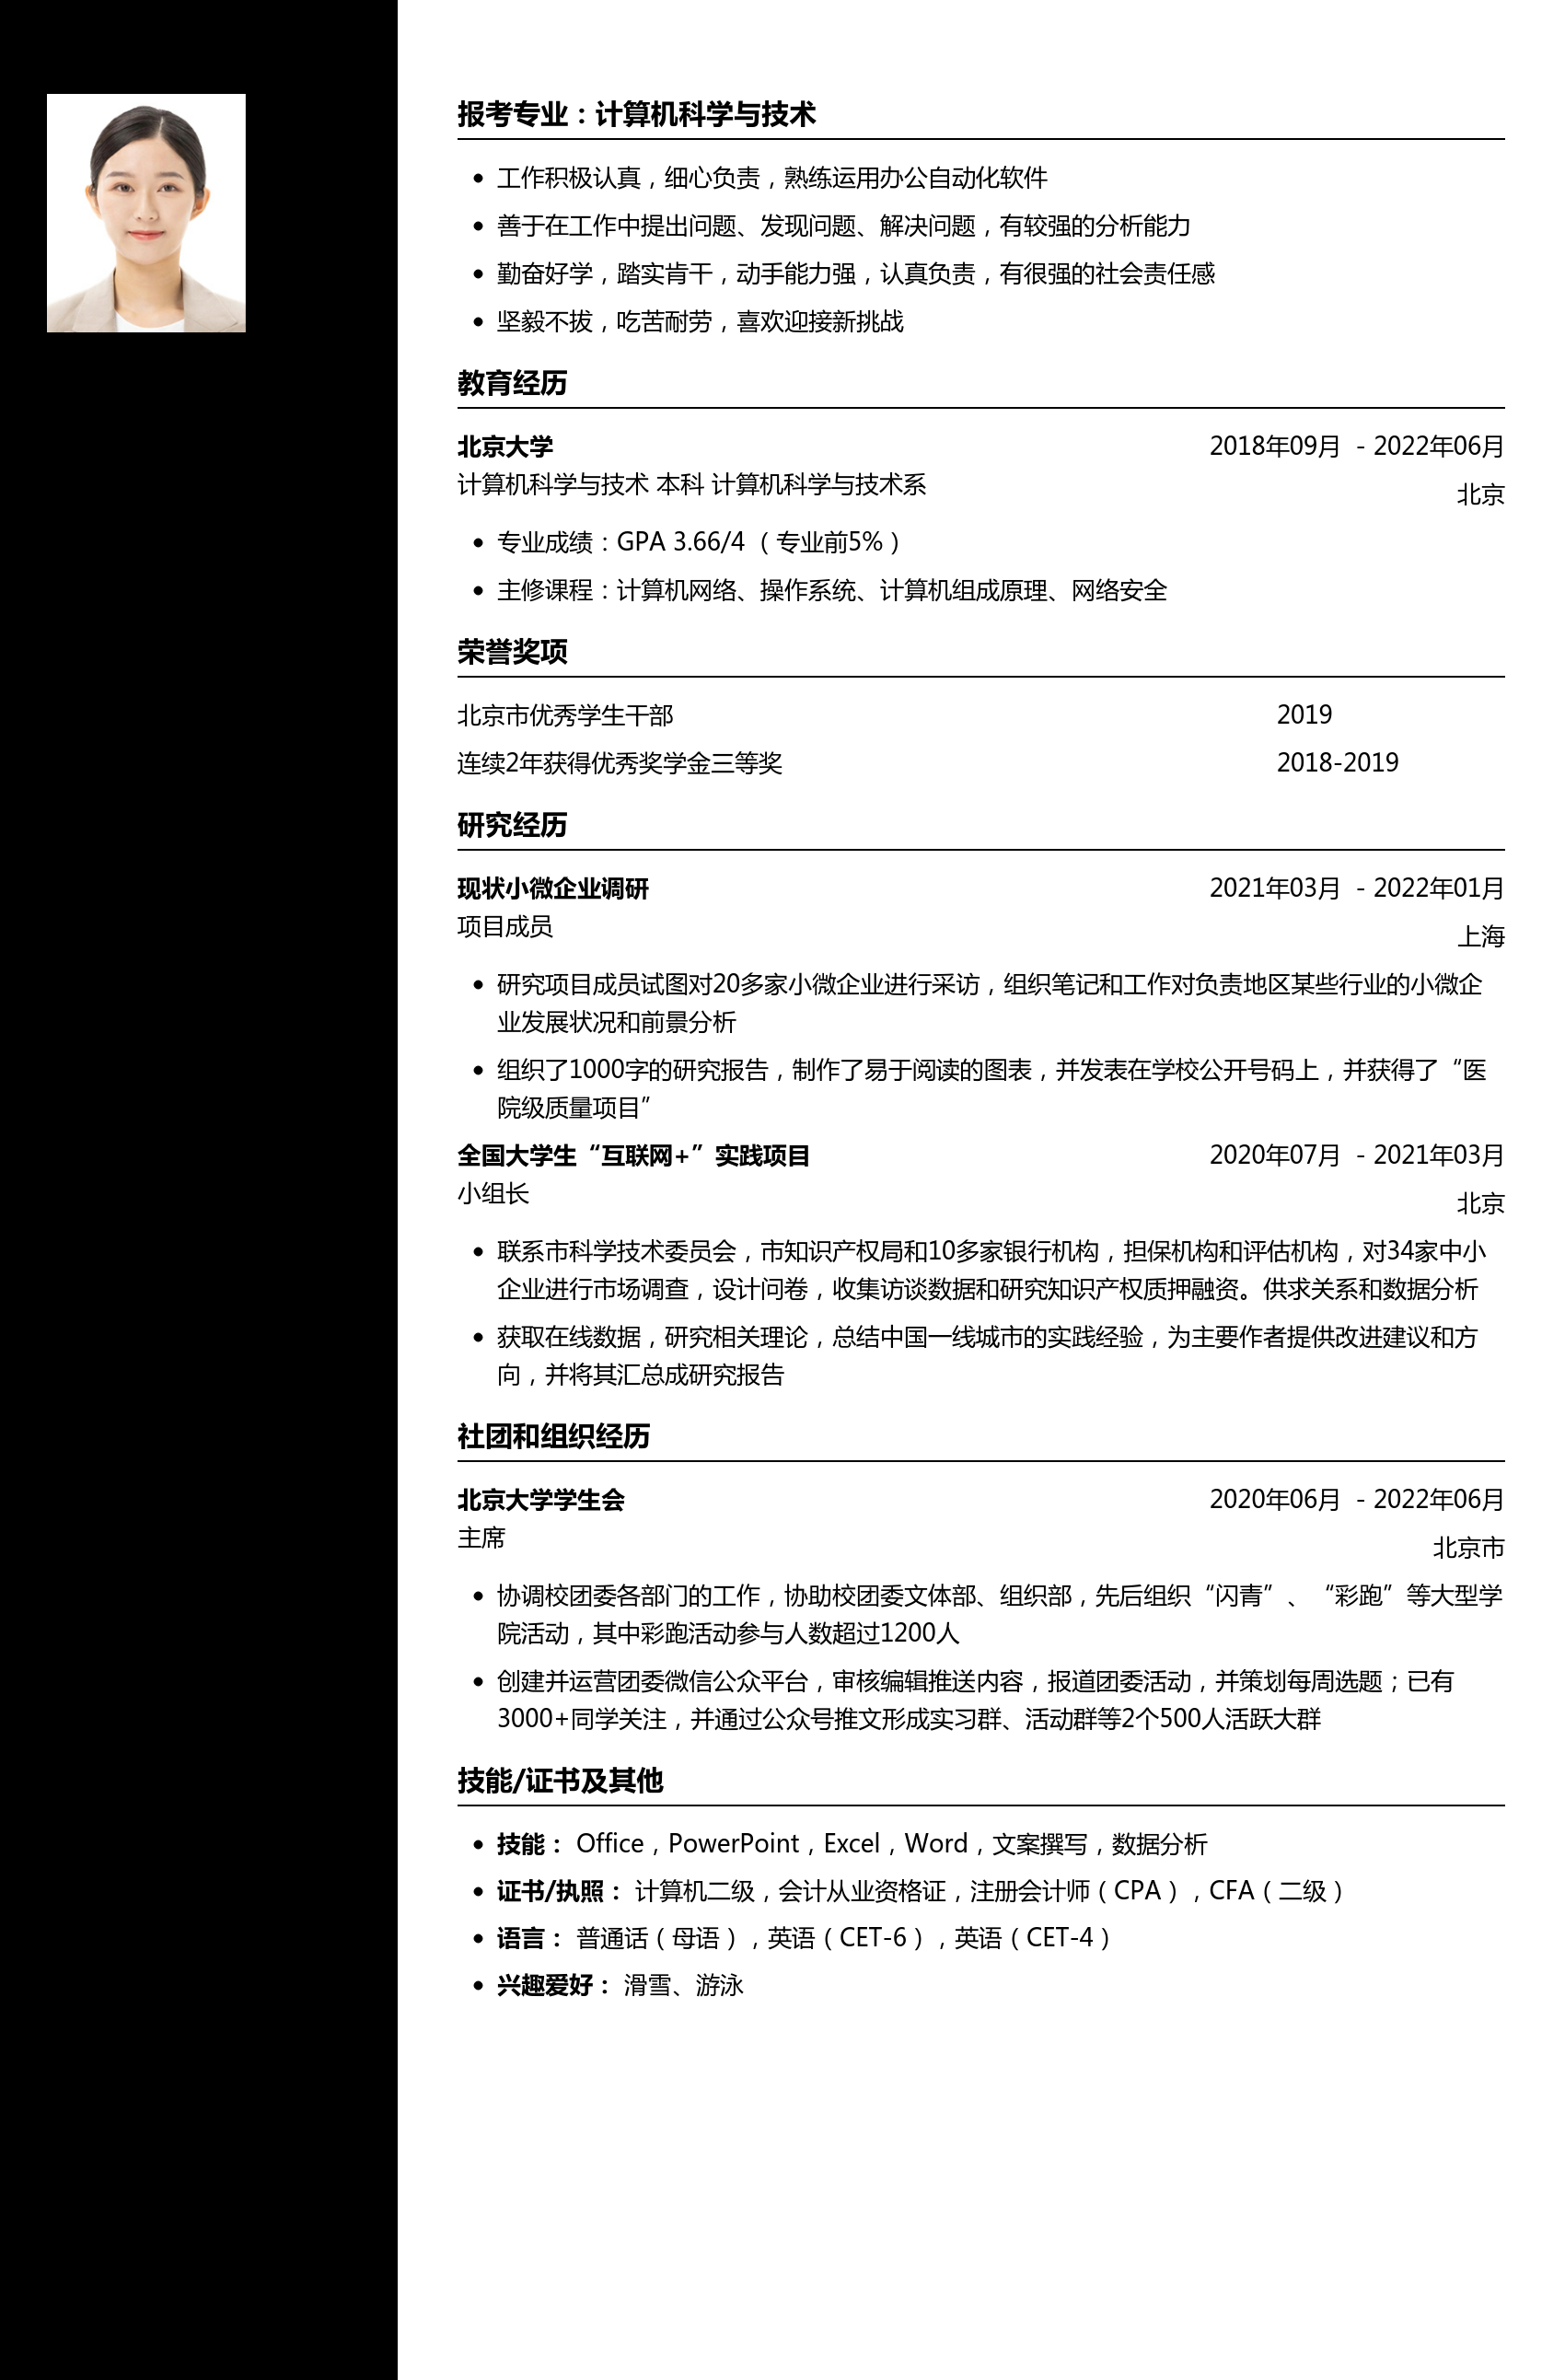 报考专业：计算机科学与技术
工作积极认真，细心负责，熟练运用办公自动化软件
善于在工作中提出问题、发现问题、解决问题，有较强的分析能力
勤奋好学，踏实肯干，动手能力强，认真负责，有很强的社会责任感
坚毅不拔，吃苦耐劳，喜欢迎接新挑战
教育经历
北京大学 2018年09月 - 2022年06月
计算机科学与技术 本科 计算机科学与技术系 北京
专业成绩：GPA 3.66/4 （专业前5%）
主修课程：计算机网络、操作系统、计算机组成原理、网络安全
荣誉奖项
北京市优秀学生干部 2019
连续2年获得优秀奖学金三等奖 2018-2019
研究经历
现状小微企业调研 2021年03月 - 2022年01月
项目成员 上海
研究项目成员试图对20多家小微企业进行采访，组织笔记和工作对负责地区某些行业的小微企
业发展状况和前景分析
组织了1000字的研究报告，制作了易于阅读的图表，并发表在学校公开号码上，并获得了“医
院级质量项目”
全国大学生“互联网+”实践项目 2020年07月 - 2021年03月
小组长 北京
联系市科学技术委员会，市知识产权局和10多家银行机构，担保机构和评估机构，对34家中小
企业进行市场调查，设计问卷，收集访谈数据和研究知识产权质押融资。供求关系和数据分析
获取在线数据，研究相关理论，总结中国一线城市的实践经验，为主要作者提供改进建议和方
向，并将其汇总成研究报告
社团和组织经历
北京大学学生会 2020年06月 - 2022年06月
主席 北京市
协调校团委各部门的工作，协助校团委文体部、组织部，先后组织“闪青”、“彩跑”等大型学
院活动，其中彩跑活动参与人数超过1200人
创建并运营团委微信公众平台，审核编辑推送内容，报道团委活动，并策划每周选题；已有
3000+同学关注，并通过公众号推文形成实习群、活动群等2个500人活跃大群
技能/证书及其他
技能： Office，PowerPoint，Excel，Word，文案撰写，数据分析
证书/执照： 计算机二级，会计从业资格证，注册会计师（CPA），CFA（二级）
语言： 普通话（母语），英语（CET-6），英语（CET-4）
兴趣爱好： 滑雪、游泳